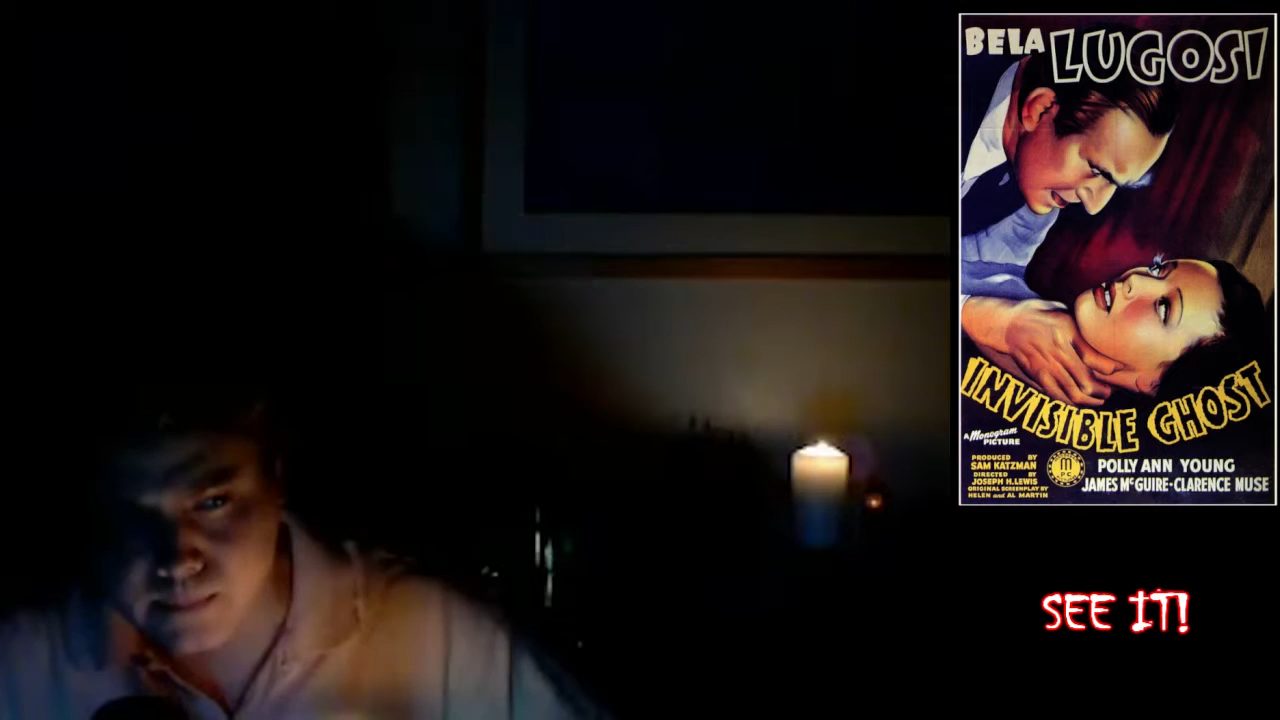 BELA LUGOSI
INVISIBLE GHOST
A Monogram
PICTURE
PRODUCED BY
SAM KATZMAN
DIRECTED BY
JOSEPH H. LEWIS
ORIGINAL SCREENPLAY BY
HELEN and AL MARTIN
M
P.C.
POLLY ANN YOUNG
JAMES McGUIRE-CLARENCE MUSE
SEE IT!